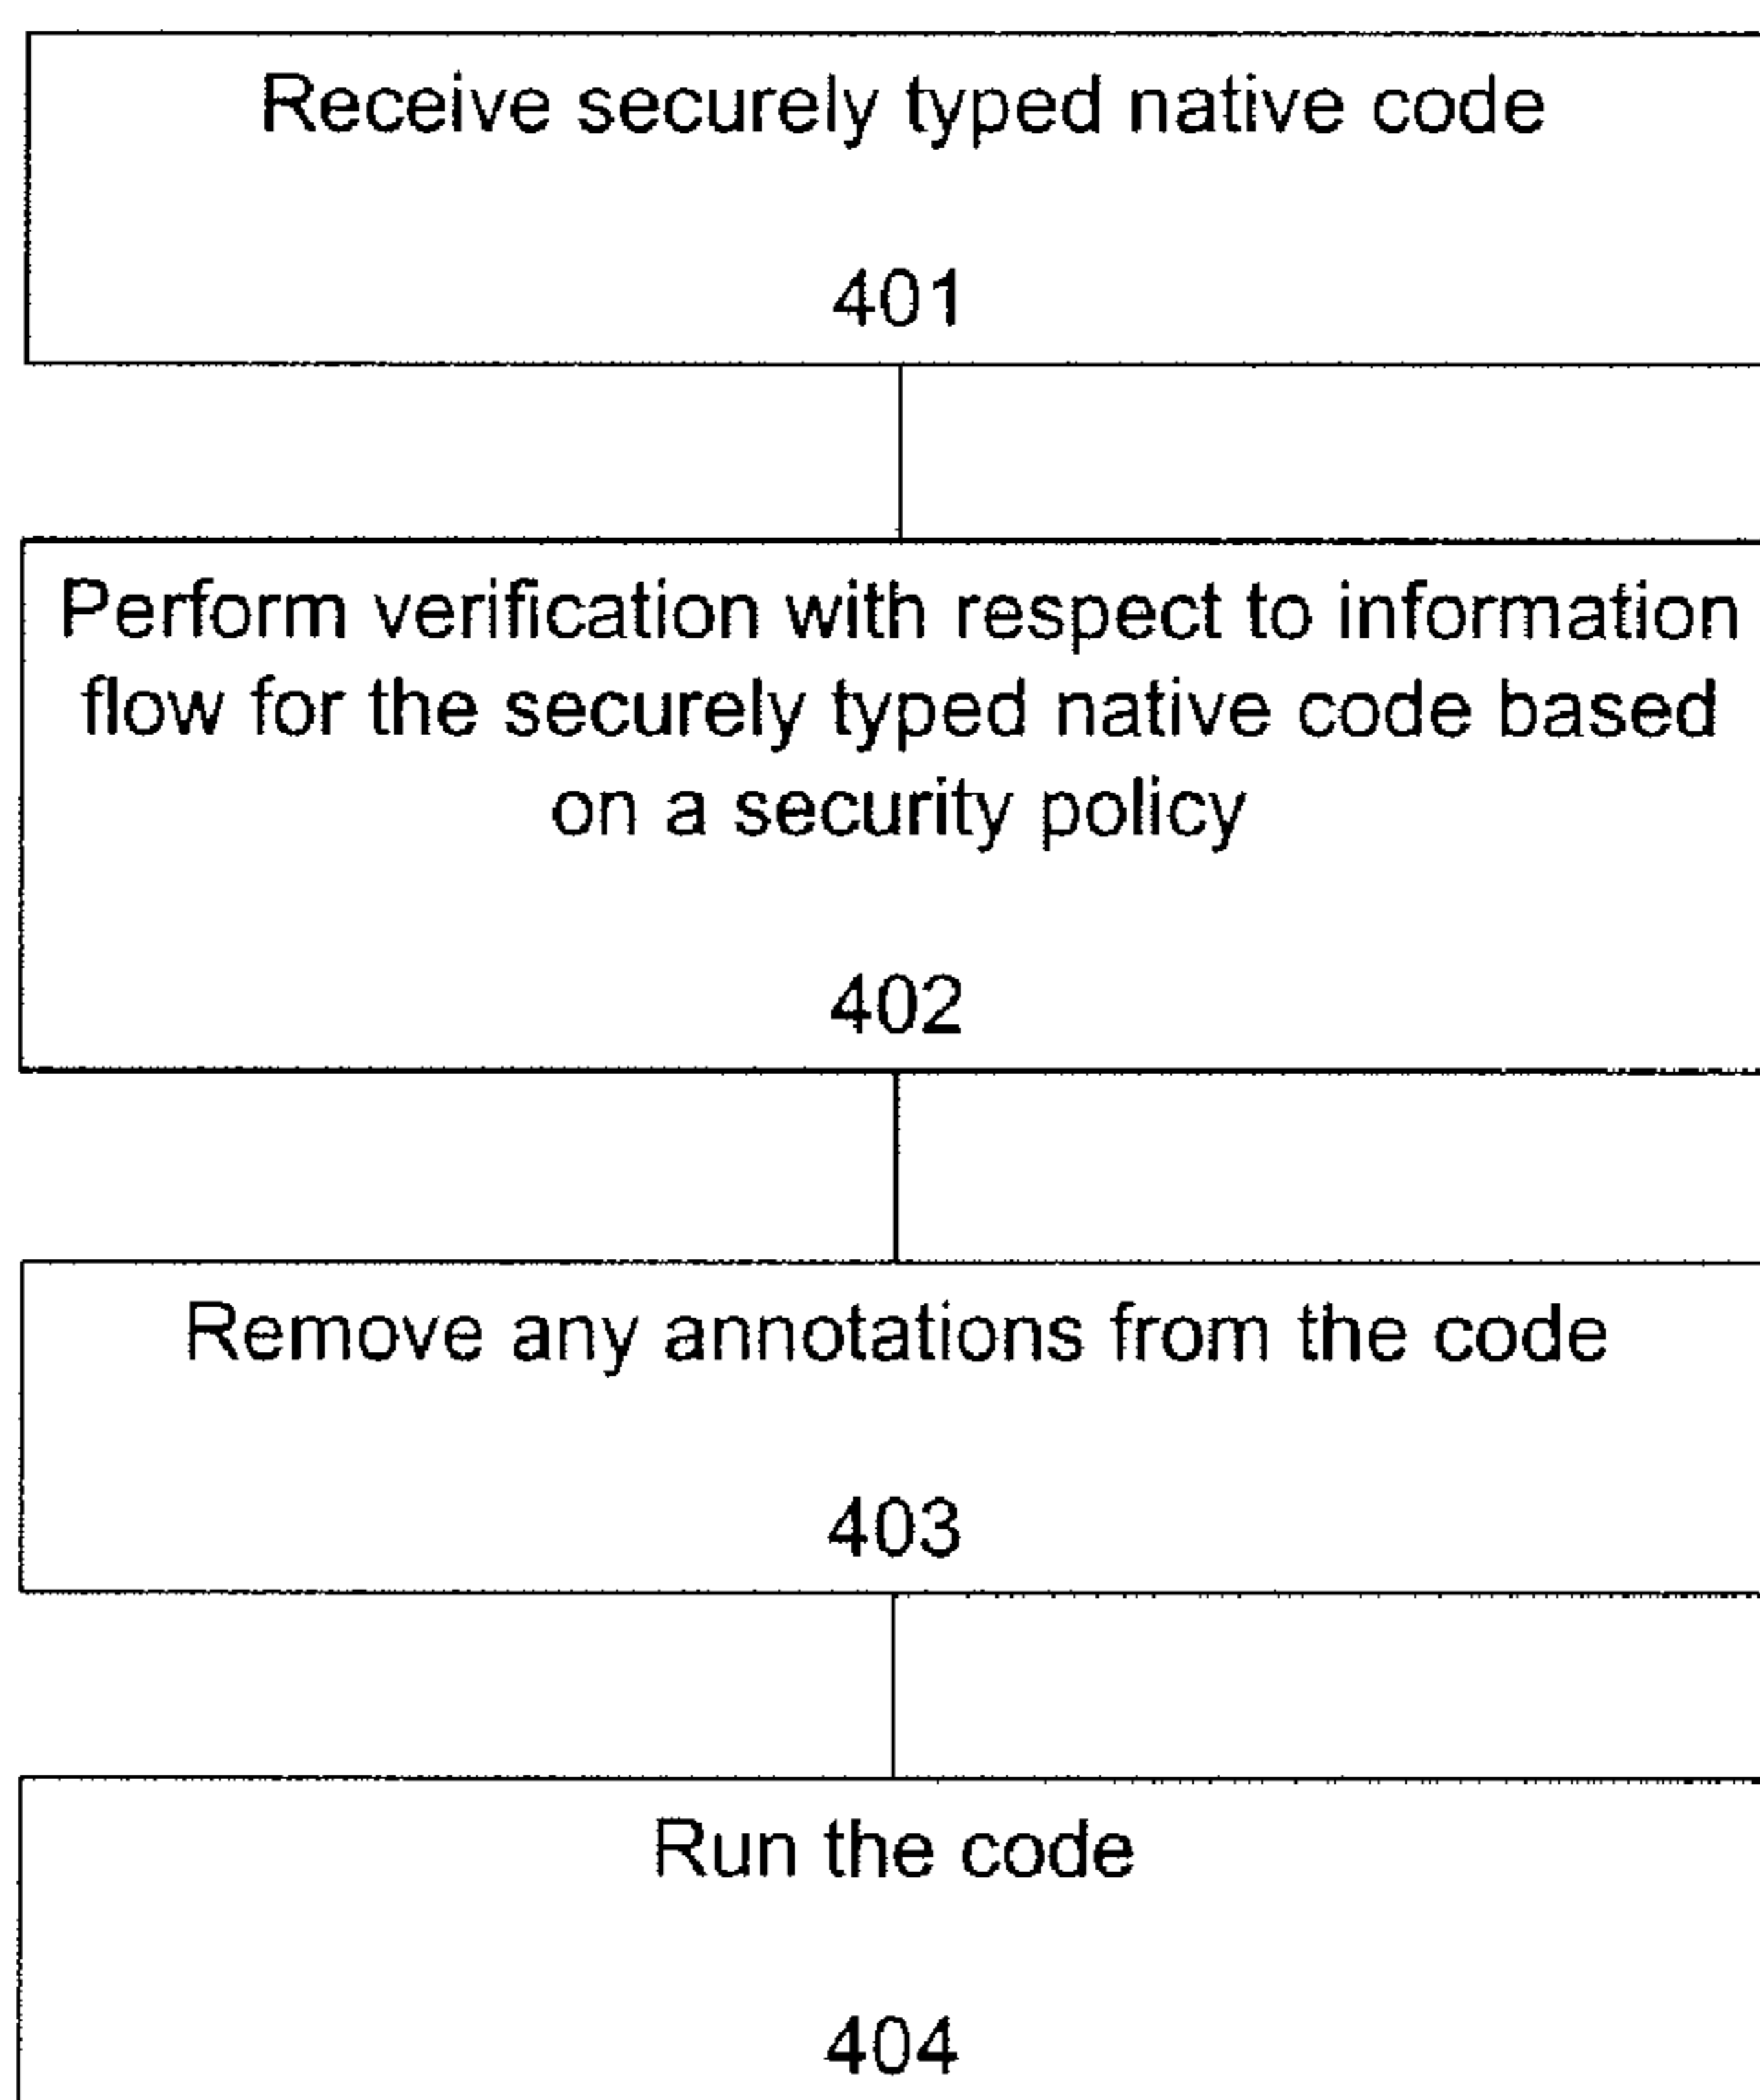 Receive securely typed native code
401
Perform verification with respect to information
flow for the securely typed native code based
on a security policy
402
Remove any annotations from the code
403
Run the code
404